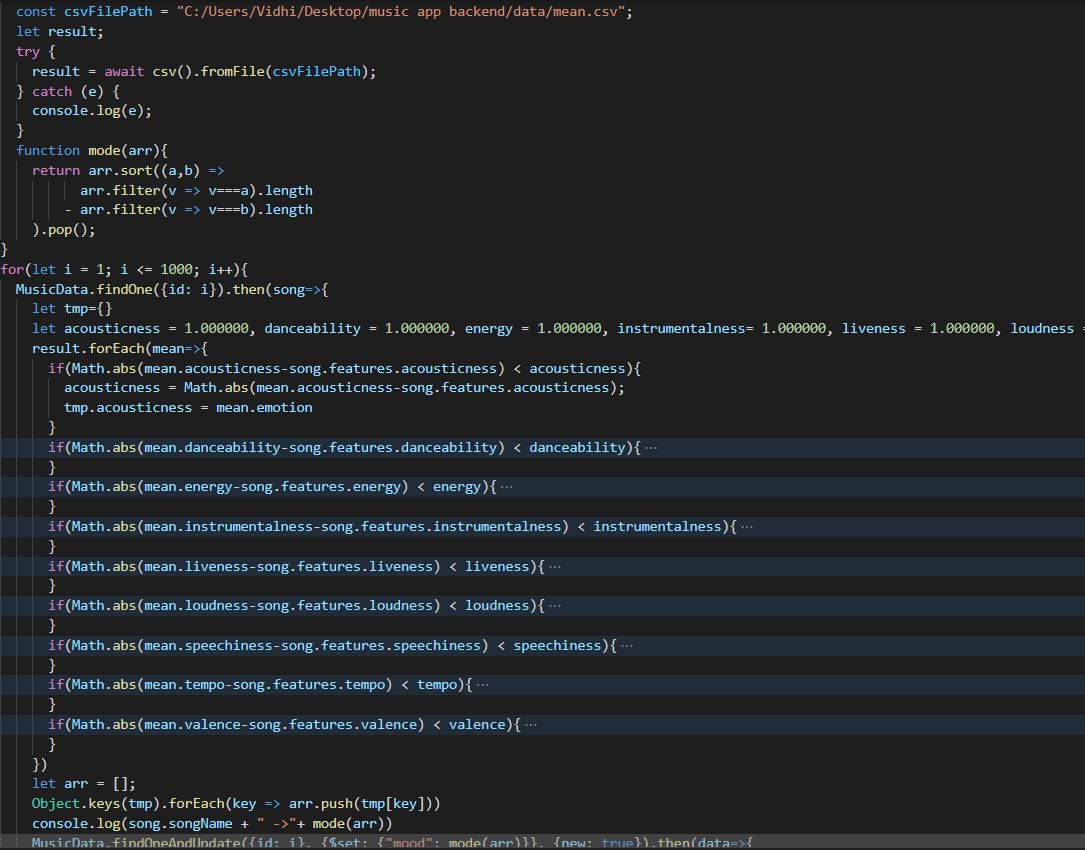 const csvFilePath = "C:/Users/Vidhi/Desktop/music app backend/data/mean.csv";
let result;
try {
result = await csv().fromFile(csvFilePath);
} catch (e) {
console.log(e);
}
function mode(arr){
return arr.sort((a,b) =>
arr.filter(v => v===a).length
- arr.filter(v => v===b).length
).pop();
}
for(let i = 1; i <= 1000; i++){
MusicData.findOne({id: i}).then(song=>{
let tmp={}
let acousticness = 1.000000, danceability = 1.000000, energy = 1.000000, instrumentalness= 1.000000, liveness = 1.000000, loudness =
result.forEach(mean=>{
if(Math.abs(mean.acousticness-song.features.acousticness) < acousticness){
acousticness = Math.abs(mean.acousticness-song.features.acousticness);
tmp.acousticness = mean.emotion
}
if(Math.abs(mean.danceability-song.features.danceability) < danceability){ ···
}
if(Math.abs(mean.energy-song.features.energy) < energy){ ···
}
if(Math.abs(mean.instrumentalness-song.features.instrumentalness) < instrumentalness){ ···
}
if(Math.abs(mean.liveness-song.features.liveness) < liveness){ ···
}
if(Math.abs(mean.loudness-song.features.loudness) < loudness){ ···
}
if(Math.abs(mean.speechiness-song.features.speechiness) < speechiness){ ···
}
if(Math.abs(mean.tempo-song.features.tempo) < tempo){ ···
}
if(Math.abs(mean.valence-song.features.valence) < valence){ ···
}
})
let arr = [];
Object.keys(tmp).forEach(key => arr.push(tmp[key]))
console.log(song.songName + " ->"+ mode(arr))
MusicData.findOneAndUpdate({id: i}, {$set: {"mood": mode(arr)}}, {new: true}).then(data=>{